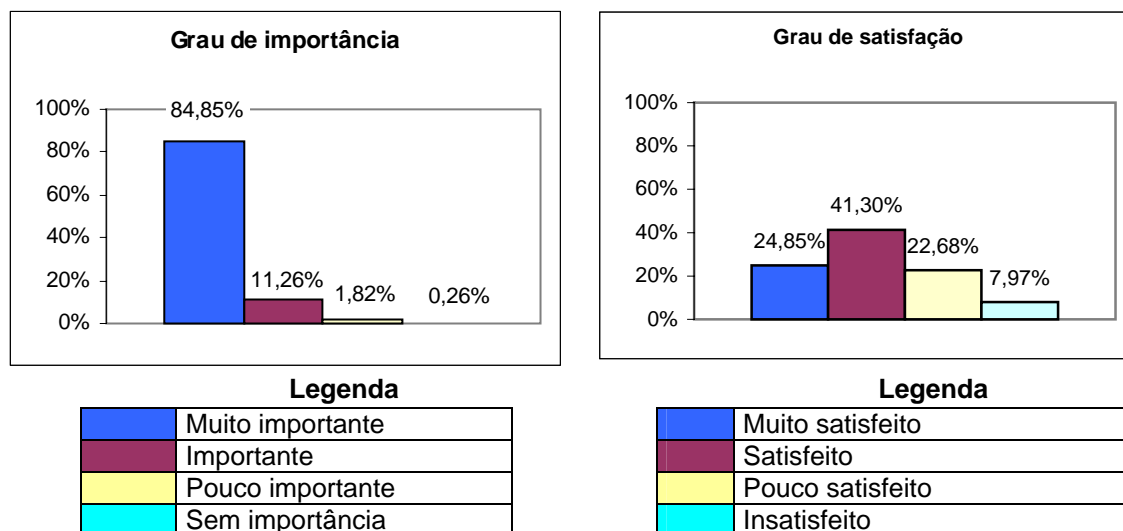 Grau de importância
100%
80%
60%
40%
20%
0%
84,85%
11,26%
1,82%
0,26%
Legenda
Muito importante
Importante
Pouco importante
Sem importância
Grau de satisfação
100%
80%
60%
40%
20%
0%
24,85%
41,30%
22,68%
7,97%
Legenda
Muito satisfeito
Satisfeito
Pouco satisfeito
Insatisfeito